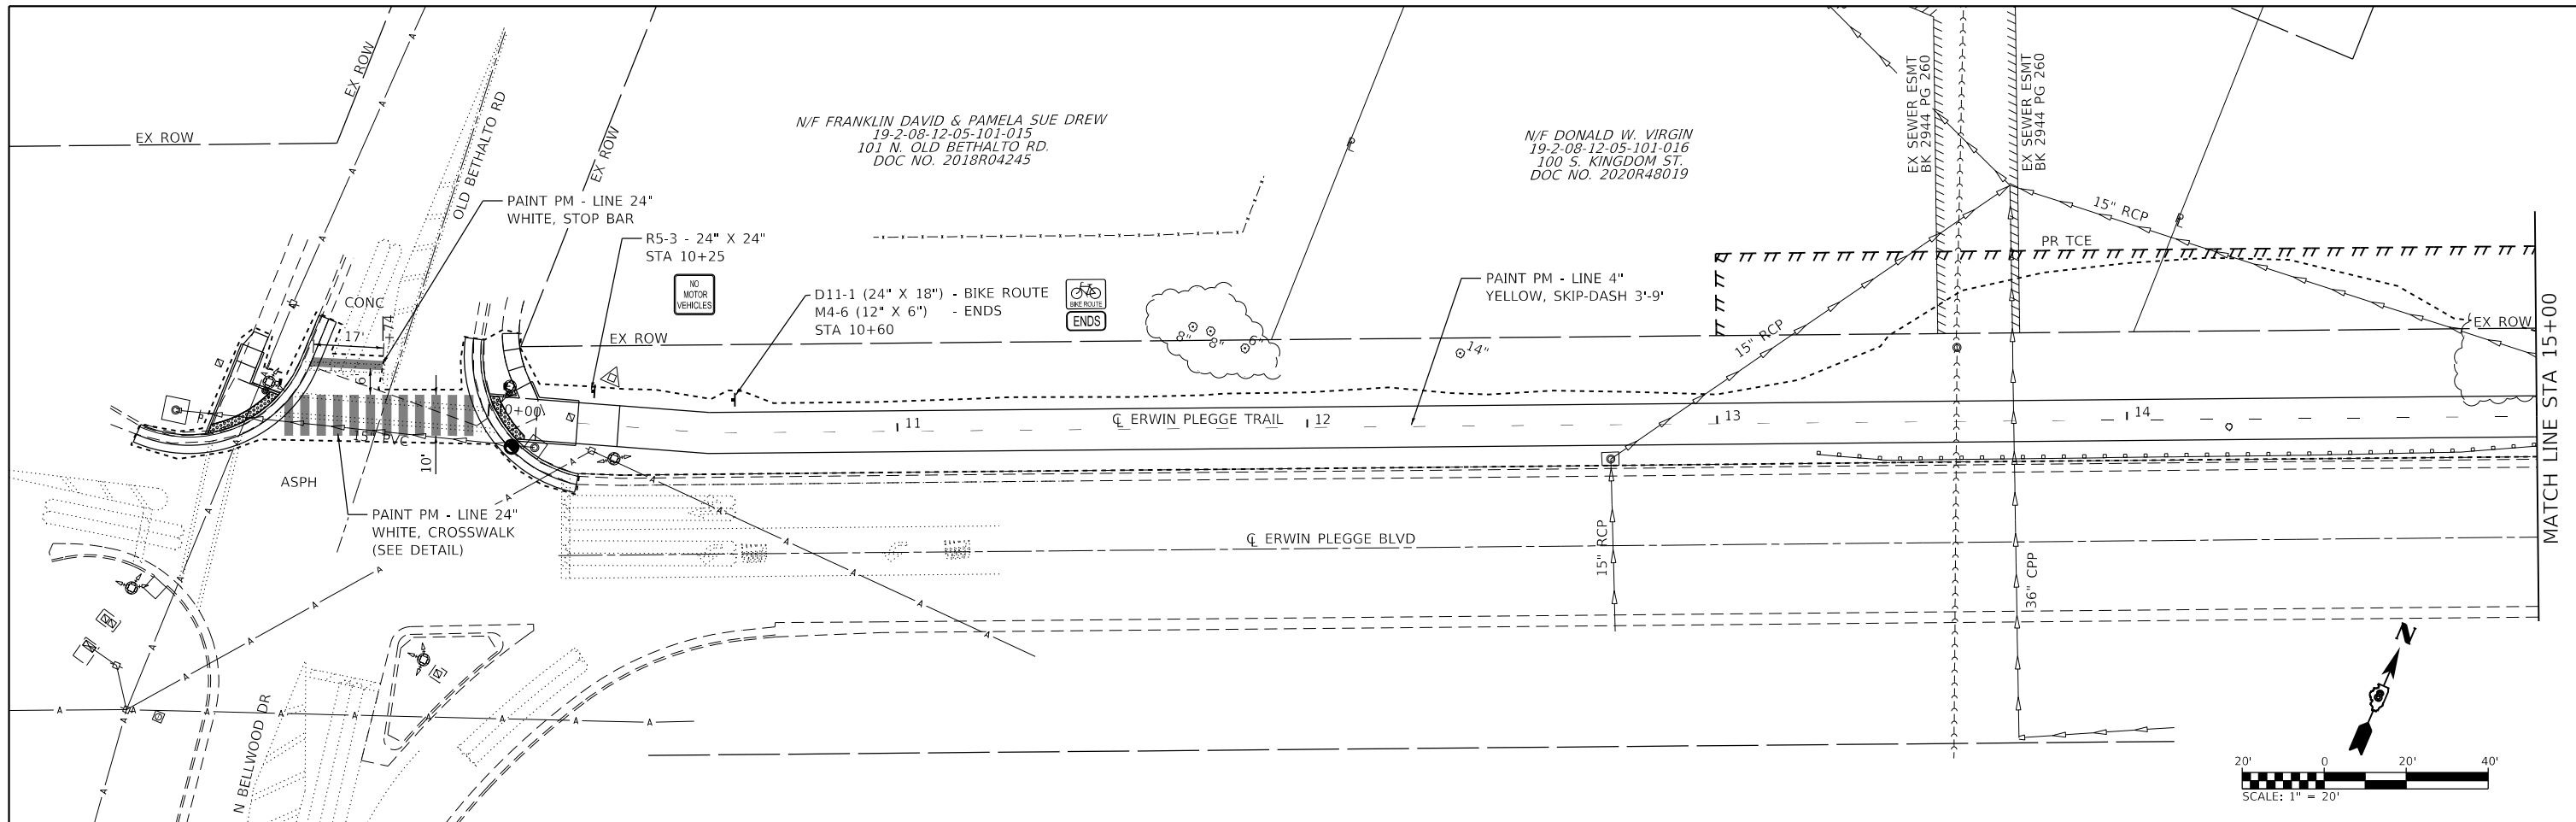 EX ROW
EX ROW
OLD BETHALTO RD
EX ROW
N/F FRANKLIN DAVID & PAMELA SUE DREW
19-2-08-12-05-101-015
101 N. OLD BETHALTO RD.
DOC NO. 2018R04245
N/F DONALD W. VIRGIN
19-2-08-12-05-101-016
100 S. KINGDOM ST.
DOC NO. 2020R48019
EX SEWER ESMT
BK 2944 PG 260
EX SEWER ESMT
BK 2944 PG 260
PAINT PM - LINE 24"
WHITE, STOP BAR
R5-3 - 24" X 24"
STA 10+25
NO
MOTOR
VEHICLES
D11-1 (24" X 18") - BIKE ROUTE
M4-6 (12" X 6") - ENDS
STA 10+60
BIKE ROUTE
ENDS
PAINT PM - LINE 4"
YELLOW, SKIP-DASH 3'-9'
15" RCP
PR TCE
15" RCP
CONC
17'
+74
6'
EX ROW
8"
8"
6"
14"
EX ROW
10+00
15" PVC
10'
11
℄ ERWIN PLEGGE TRAIL
12
13
14
ASPH
PAINT PM - LINE 24"
WHITE, CROSSWALK
(SEE DETAIL)
℄ ERWIN PLEGGE BLVD
15" RCP
36" CPP
MATCH LINE STA 15+00
N BELLWOOD DR
N
20'
0
20'
40'
SCALE: 1" = 20'